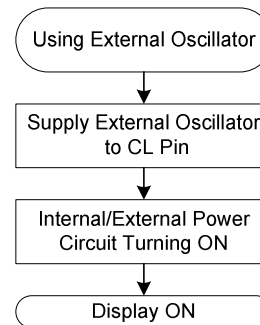 Using External Oscillator
Supply External Oscillator
to CL Pin
Internal/External Power
Circuit Turning ON
Display ON